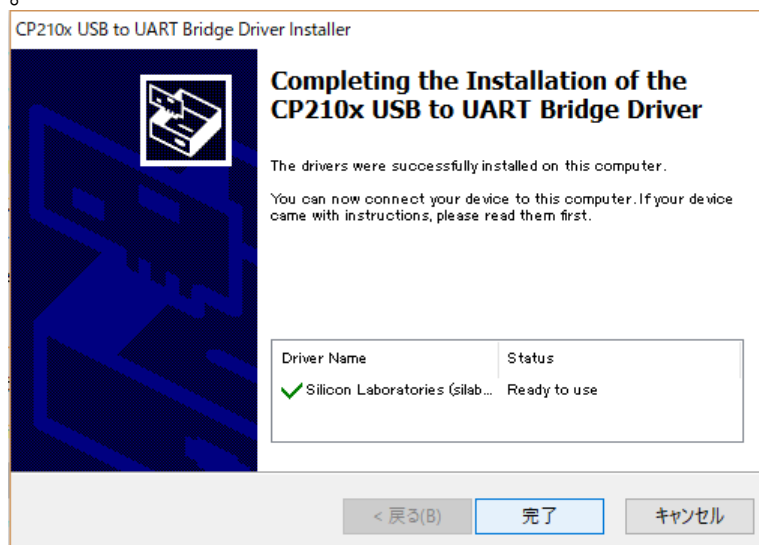 CP210x USB to UART Bridge Driver Installer
Completing the Installation of the
CP210x USB to UART Bridge Driver
The drivers were successfully installed on this computer.
You can now connect your device to this computer. If your device
came with instructions, please read them first.
Driver Name Status
Silicon Laboratories (silab... Ready to use
< 戻る(B) 完了 キャンセル